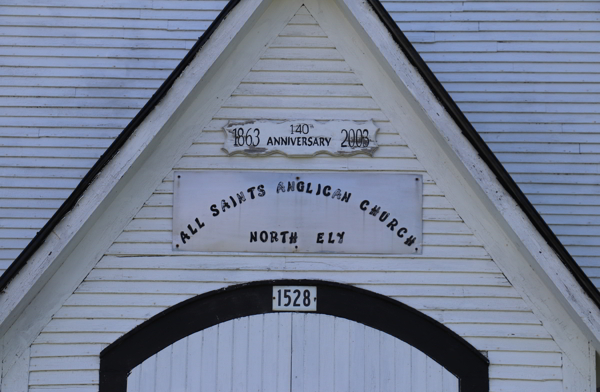 140th
1863 ANNIVERSARY 2003
ALL SAINTS ANGLICAN CHURCH
NORTH ELY
1528